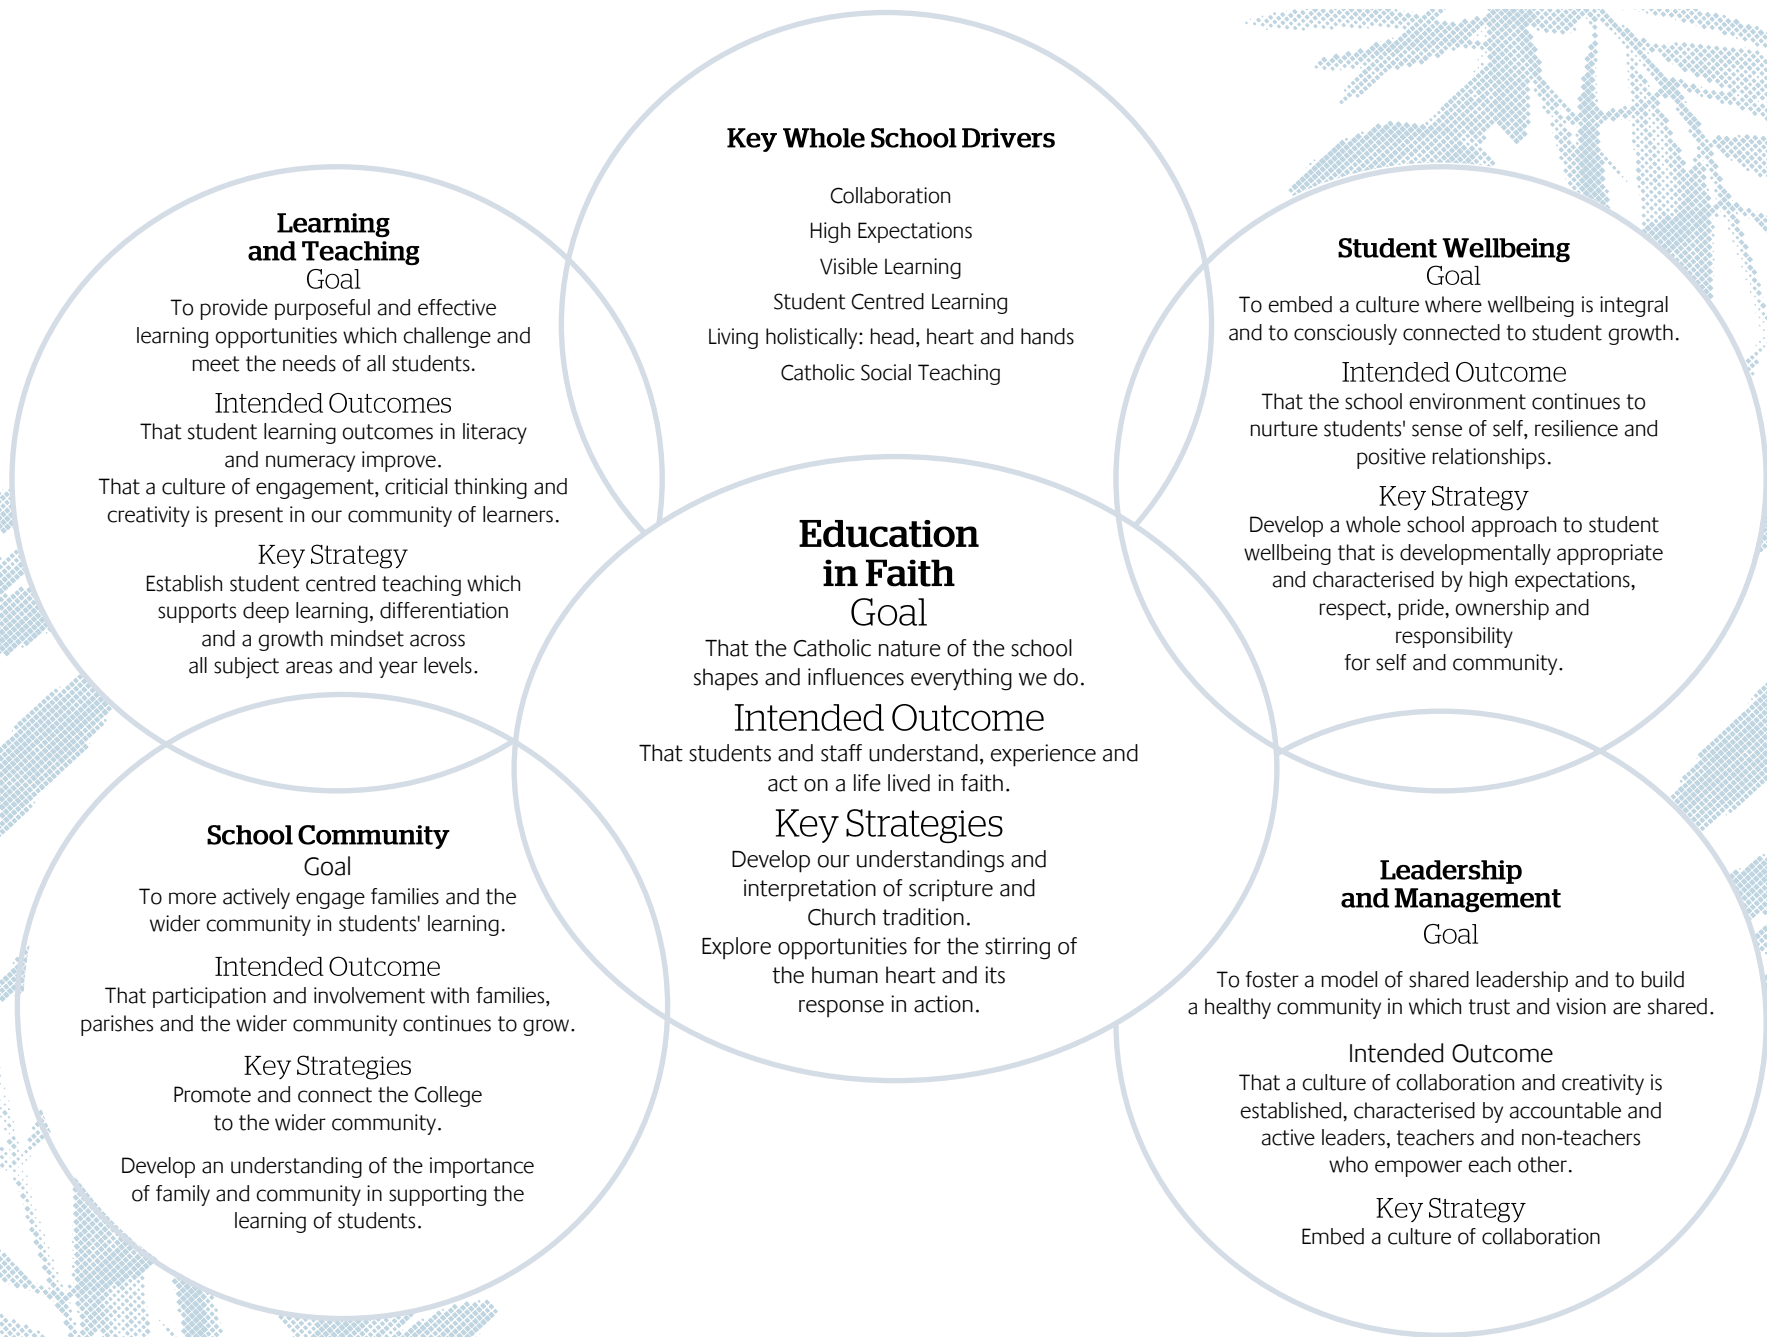 Key Whole School Drivers
Collaboration
High Expectations
Visible Learning
Student Centred Learning
Living holistically: head, heart and hands
Catholic Social Teaching
Learning
and Teaching
Goal
To provide purposeful and effective
learning opportunities which challenge and
meet the needs of all students.
Intended Outcomes
That student learning outcomes in literacy
and numeracy improve.
That a culture of engagement, criticial thinking and
creativity is present in our community of learners.
Key Strategy
Establish student centred teaching which
supports deep learning, differentiation
and a growth mindset across
all subject areas and year levels.
Student Wellbeing
Goal
To embed a culture where wellbeing is integral
and to consciously connected to student growth.
Intended Outcome
That the school environment continues to
nurture students' sense of self, resilience and
positive relationships.
Key Strategy
Develop a whole school approach to student
wellbeing that is developmentally appropriate
and characterised by high expectations,
respect, pride, ownership and
responsibility
for self and community.
Education
in Faith
Goal
That the Catholic nature of the school
shapes and influences everything we do.
Intended Outcome
That students and staff understand, experience and
act on a life lived in faith.
Key Strategies
Develop our understandings and
interpretation of scripture and
Church tradition.
Explore opportunities for the stirring of
the human heart and its
response in action.
School Community
Goal
To more actively engage families and the
wider community in students' learning.
Intended Outcome
That participation and involvement with families,
parishes and the wider community continues to grow.
Key Strategies
Promote and connect the College
to the wider community.
Develop an understanding of the importance
of family and community in supporting the
learning of students.
Leadership
and Management
Goal
To foster a model of shared leadership and to build
a healthy community in which trust and vision are shared.
Intended Outcome
That a culture of collaboration and creativity is
established, characterised by accountable and
active leaders, teachers and non-teachers
who empower each other.
Key Strategy
Embed a culture of collaboration